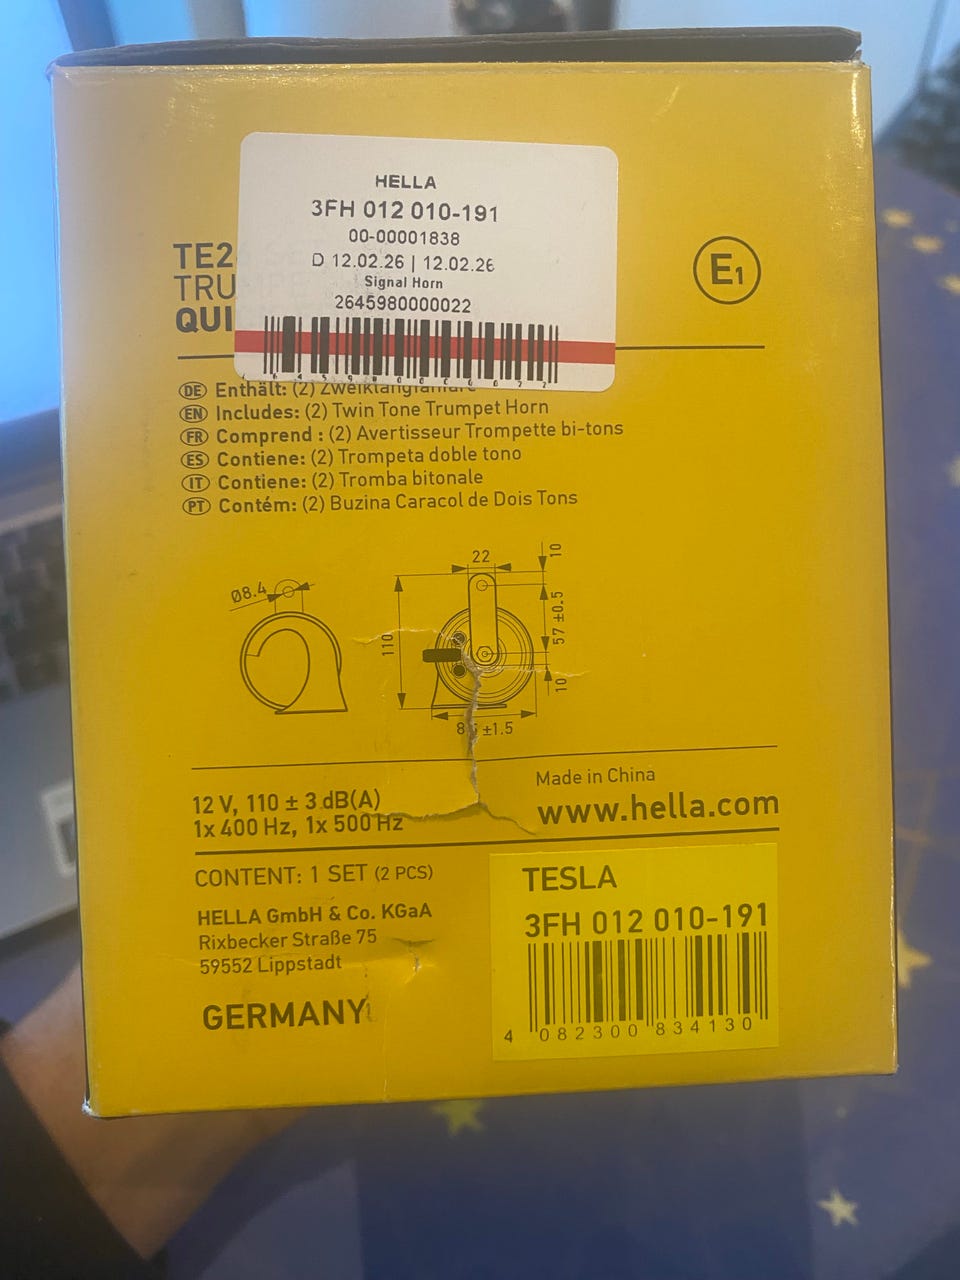 HELLA
3FH 012 010-191
00-00001838
D 12.02.26 | 12.02.26
Signal Horn
2645980000022
TE2
TRU
QUI
E1
DE Enthält: (2) Zweiklangfanfare
EN Includes: (2) Twin Tone Trumpet Horn
FR Comprend : (2) Avertisseur Trompette bi-tons
ES Contiene: (2) Trompeta doble tono
IT Contiene: (2) Tromba bitonale
PT Contém: (2) Buzina Caracol de Dois Tons
Ø8.4
22
10
110
57 ±0.5
10
±1.5
12 V, 110 ± 3 dB(A)
1x 400 Hz, 1x 500 Hz
Made in China
www.hella.com
CONTENT: 1 SET (2 PCS)
HELLA GmbH & Co. KGaA
Rixbecker Straße 75
59552 Lippstadt
GERMANY
TESLA
3FH 012 010-191
4 082300 834130